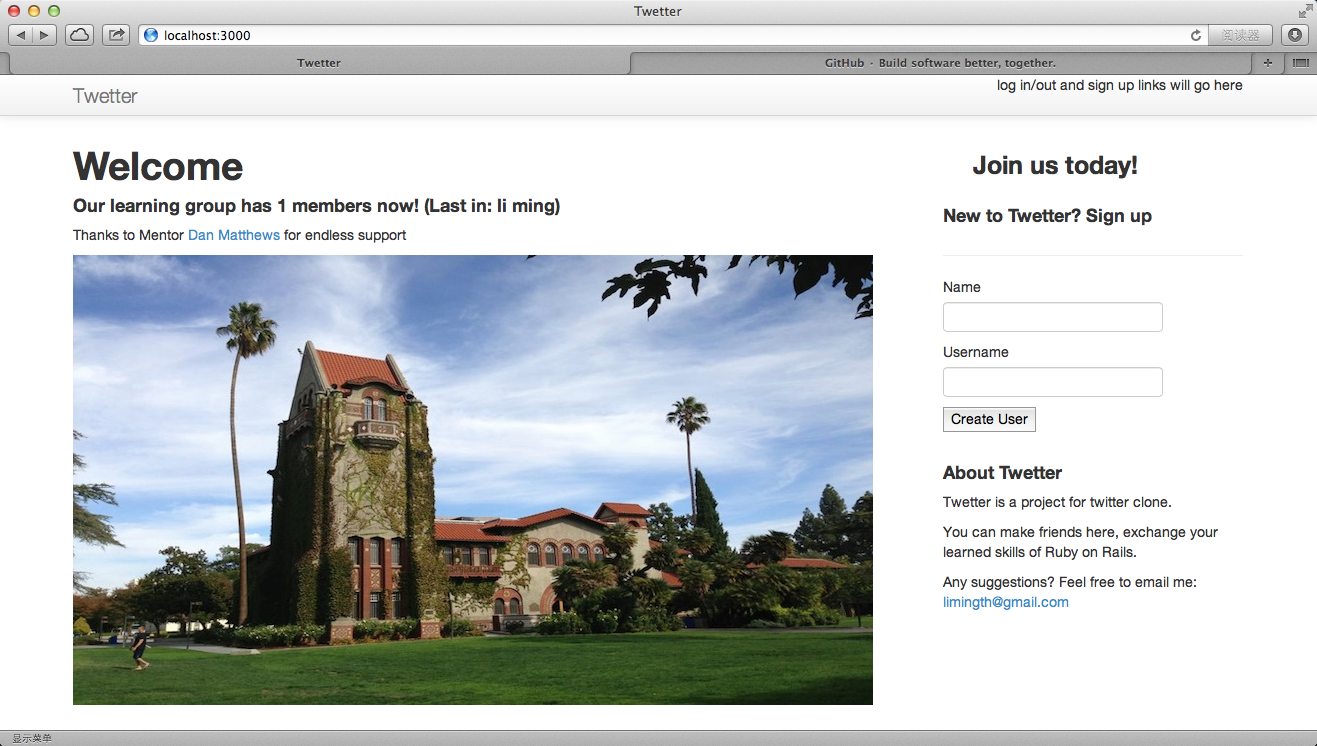 Twetter
localhost:3000
阅读器
Twetter
GitHub - Build software better, together.
Twetter
log in/out and sign up links will go here
Welcome
Our learning group has 1 members now! (Last in: li ming)
Thanks to Mentor Dan Matthews for endless support
Join us today!
New to Twetter? Sign up
Name
Username
Create User
About Twetter
Twetter is a project for twitter clone.
You can make friends here, exchange your
learned skills of Ruby on Rails.
Any suggestions? Feel free to email me:
limingth@gmail.com
显示菜单